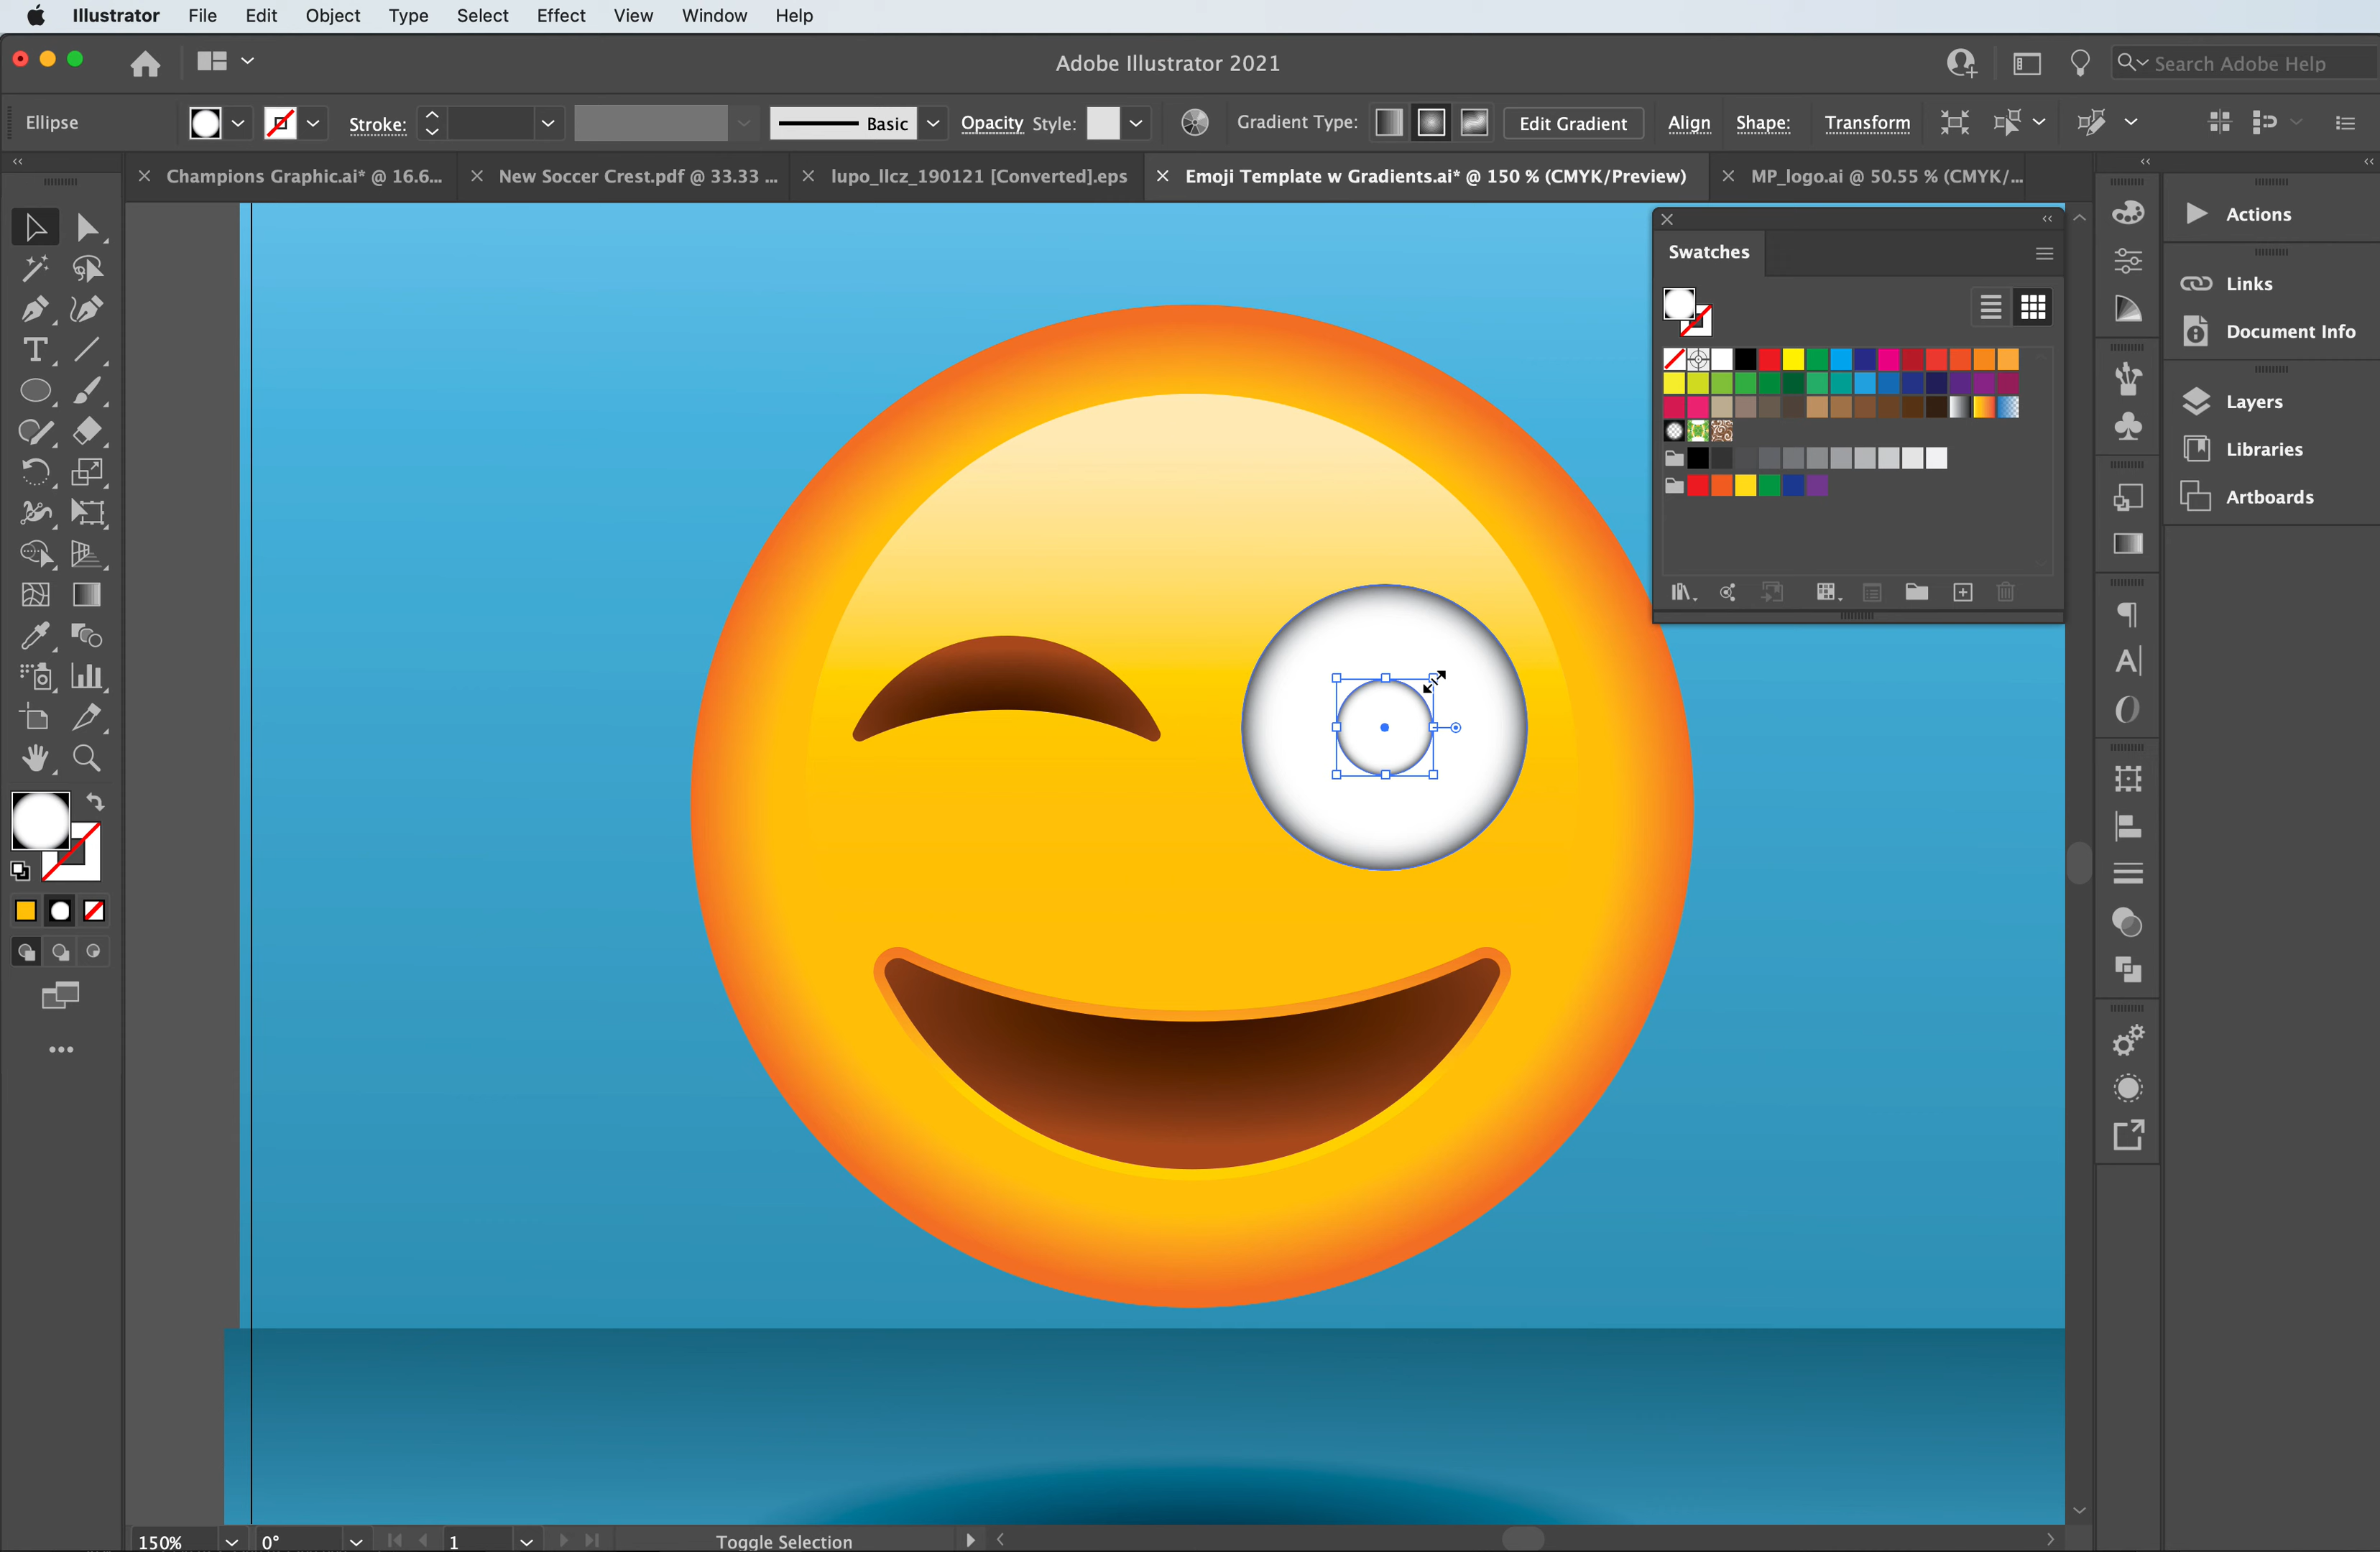 Illustrator File Edit Object Type Select Effect View Window Help
Adobe Illustrator 2021
Search Adobe Help
Ellipse
Stroke:
Basic
Opacity Style:
Gradient Type:
Edit Gradient
Align
Shape:
Transform
Champions Graphic.ai* @ 16.6...
New Soccer Crest.pdf @ 33.33 ...
lupo_llcz_190121 [Converted].eps
Emoji Template w Gradients.ai* @ 150 % (CMYK/Preview)
MP_logo.ai @ 50.55 % (CMYK/...
Swatches
Actions
Links
Document Info
Layers
Libraries
Artboards
150%
0°
1
Toggle Selection